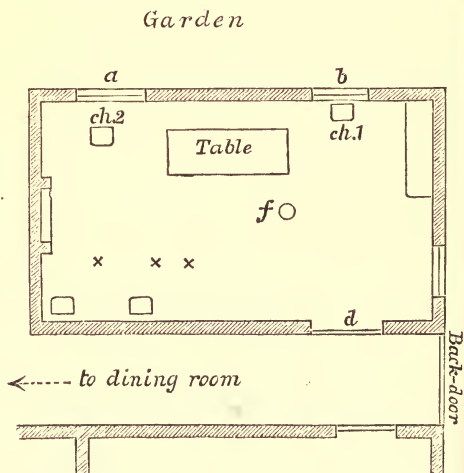 Garden
a
b
ch.2
ch.1
Table
f
x x x
d
to dining room
Back-door